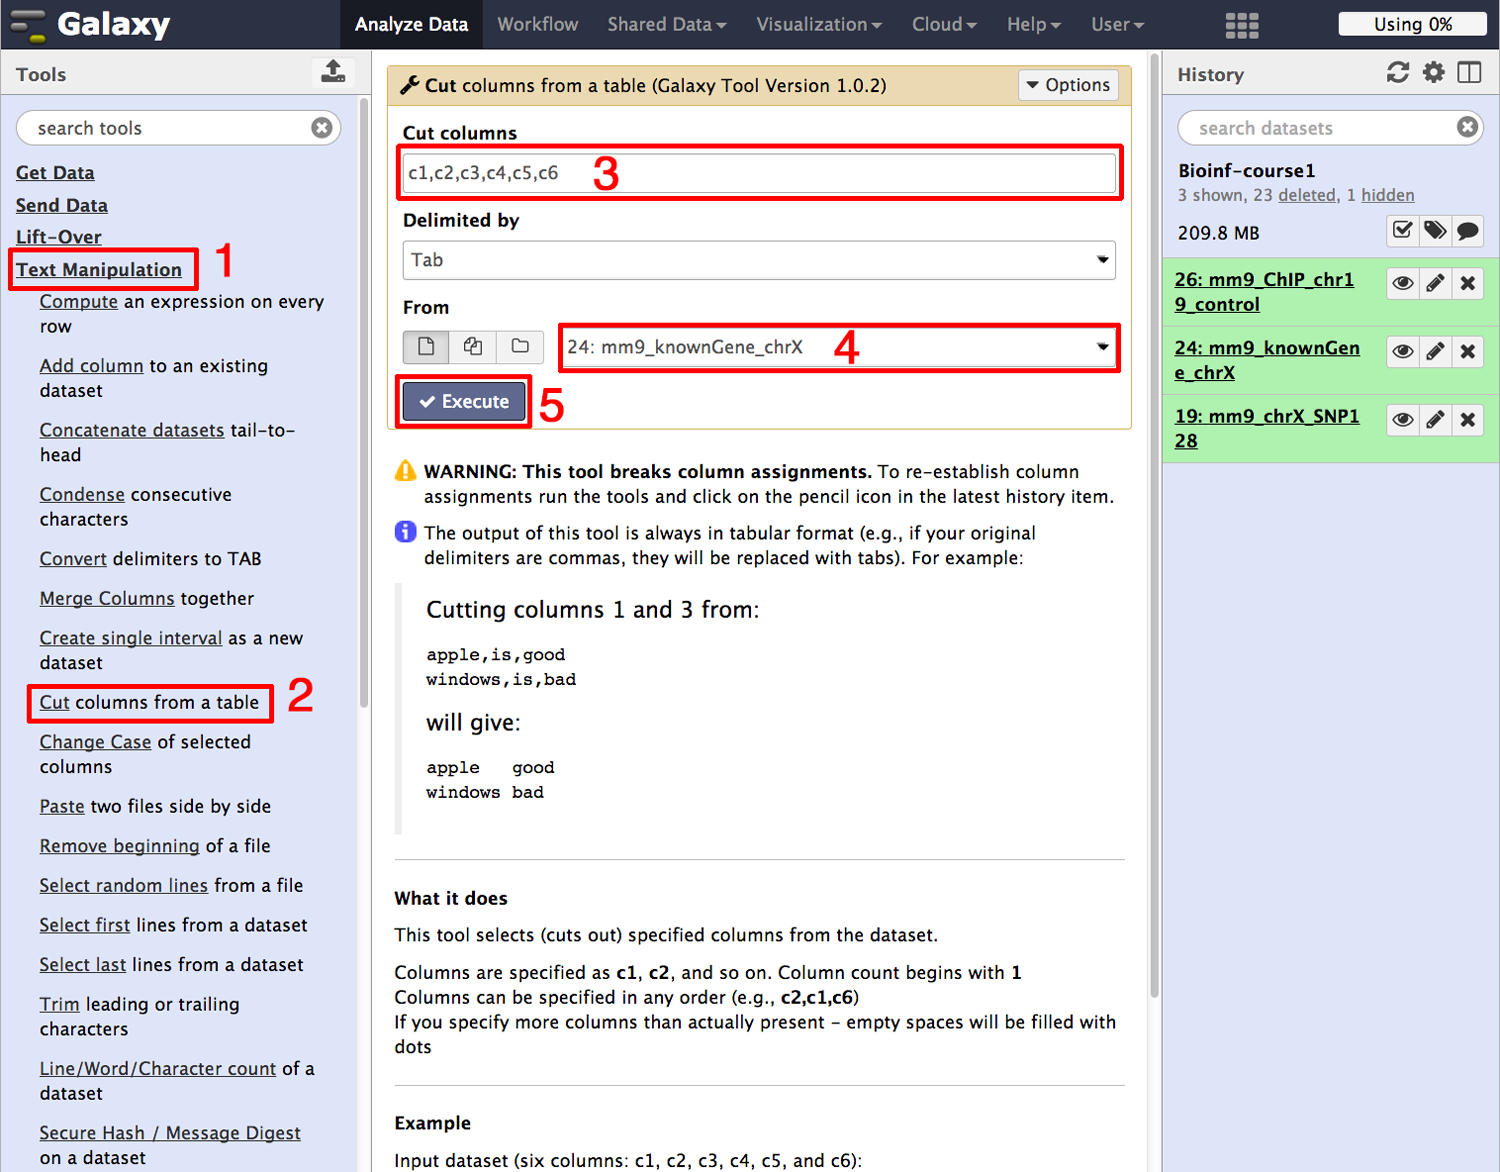 Galaxy
Analyze Data
Workflow
Shared Data
Visualization
Cloud
Help
User
Using 0%
Tools
search tools
Get Data
Send Data
Lift-Over
Text Manipulation
1
Compute an expression on every
row
Add column to an existing
dataset
Concatenate datasets tail-to-
head
Condense consecutive
characters
Convert delimiters to TAB
Merge Columns together
Create single interval as a new
dataset
Cut columns from a table
2
Change Case of selected
columns
Paste two files side by side
Remove beginning of a file
Select random lines from a file
Select first lines from a dataset
Select last lines from a dataset
Trim leading or trailing
characters
Line/Word/Character count of a
dataset
Secure Hash / Message Digest
on a dataset
Cut columns from a table (Galaxy Tool Version 1.0.2)
Options
Cut columns
c1,c2,c3,c4,c5,c6
3
Delimited by
Tab
From
24: mm9_knownGene_chrX
4
Execute
5
WARNING: This tool breaks column assignments. To re-establish column
assignments run the tools and click on the pencil icon in the latest history item.
The output of this tool is always in tabular format (e.g., if your original
delimiters are commas, they will be replaced with tabs). For example:
Cutting columns 1 and 3 from:
apple,is,good
windows,is,bad
will give:
apple   good
windows bad
What it does
This tool selects (cuts out) specified columns from the dataset.
Columns are specified as c1, c2, and so on. Column count begins with 1
Columns can be specified in any order (e.g., c2,c1,c6)
If you specify more columns than actually present - empty spaces will be filled with
dots
Example
Input dataset (six columns: c1, c2, c3, c4, c5, and c6):
History
search datasets
Bioinf-course1
3 shown, 23 deleted, 1 hidden
209.8 MB
26: mm9_ChIP_chr1
9_control
24: mm9_knownGen
e_chrX
19: mm9_chrX_SNP1
28